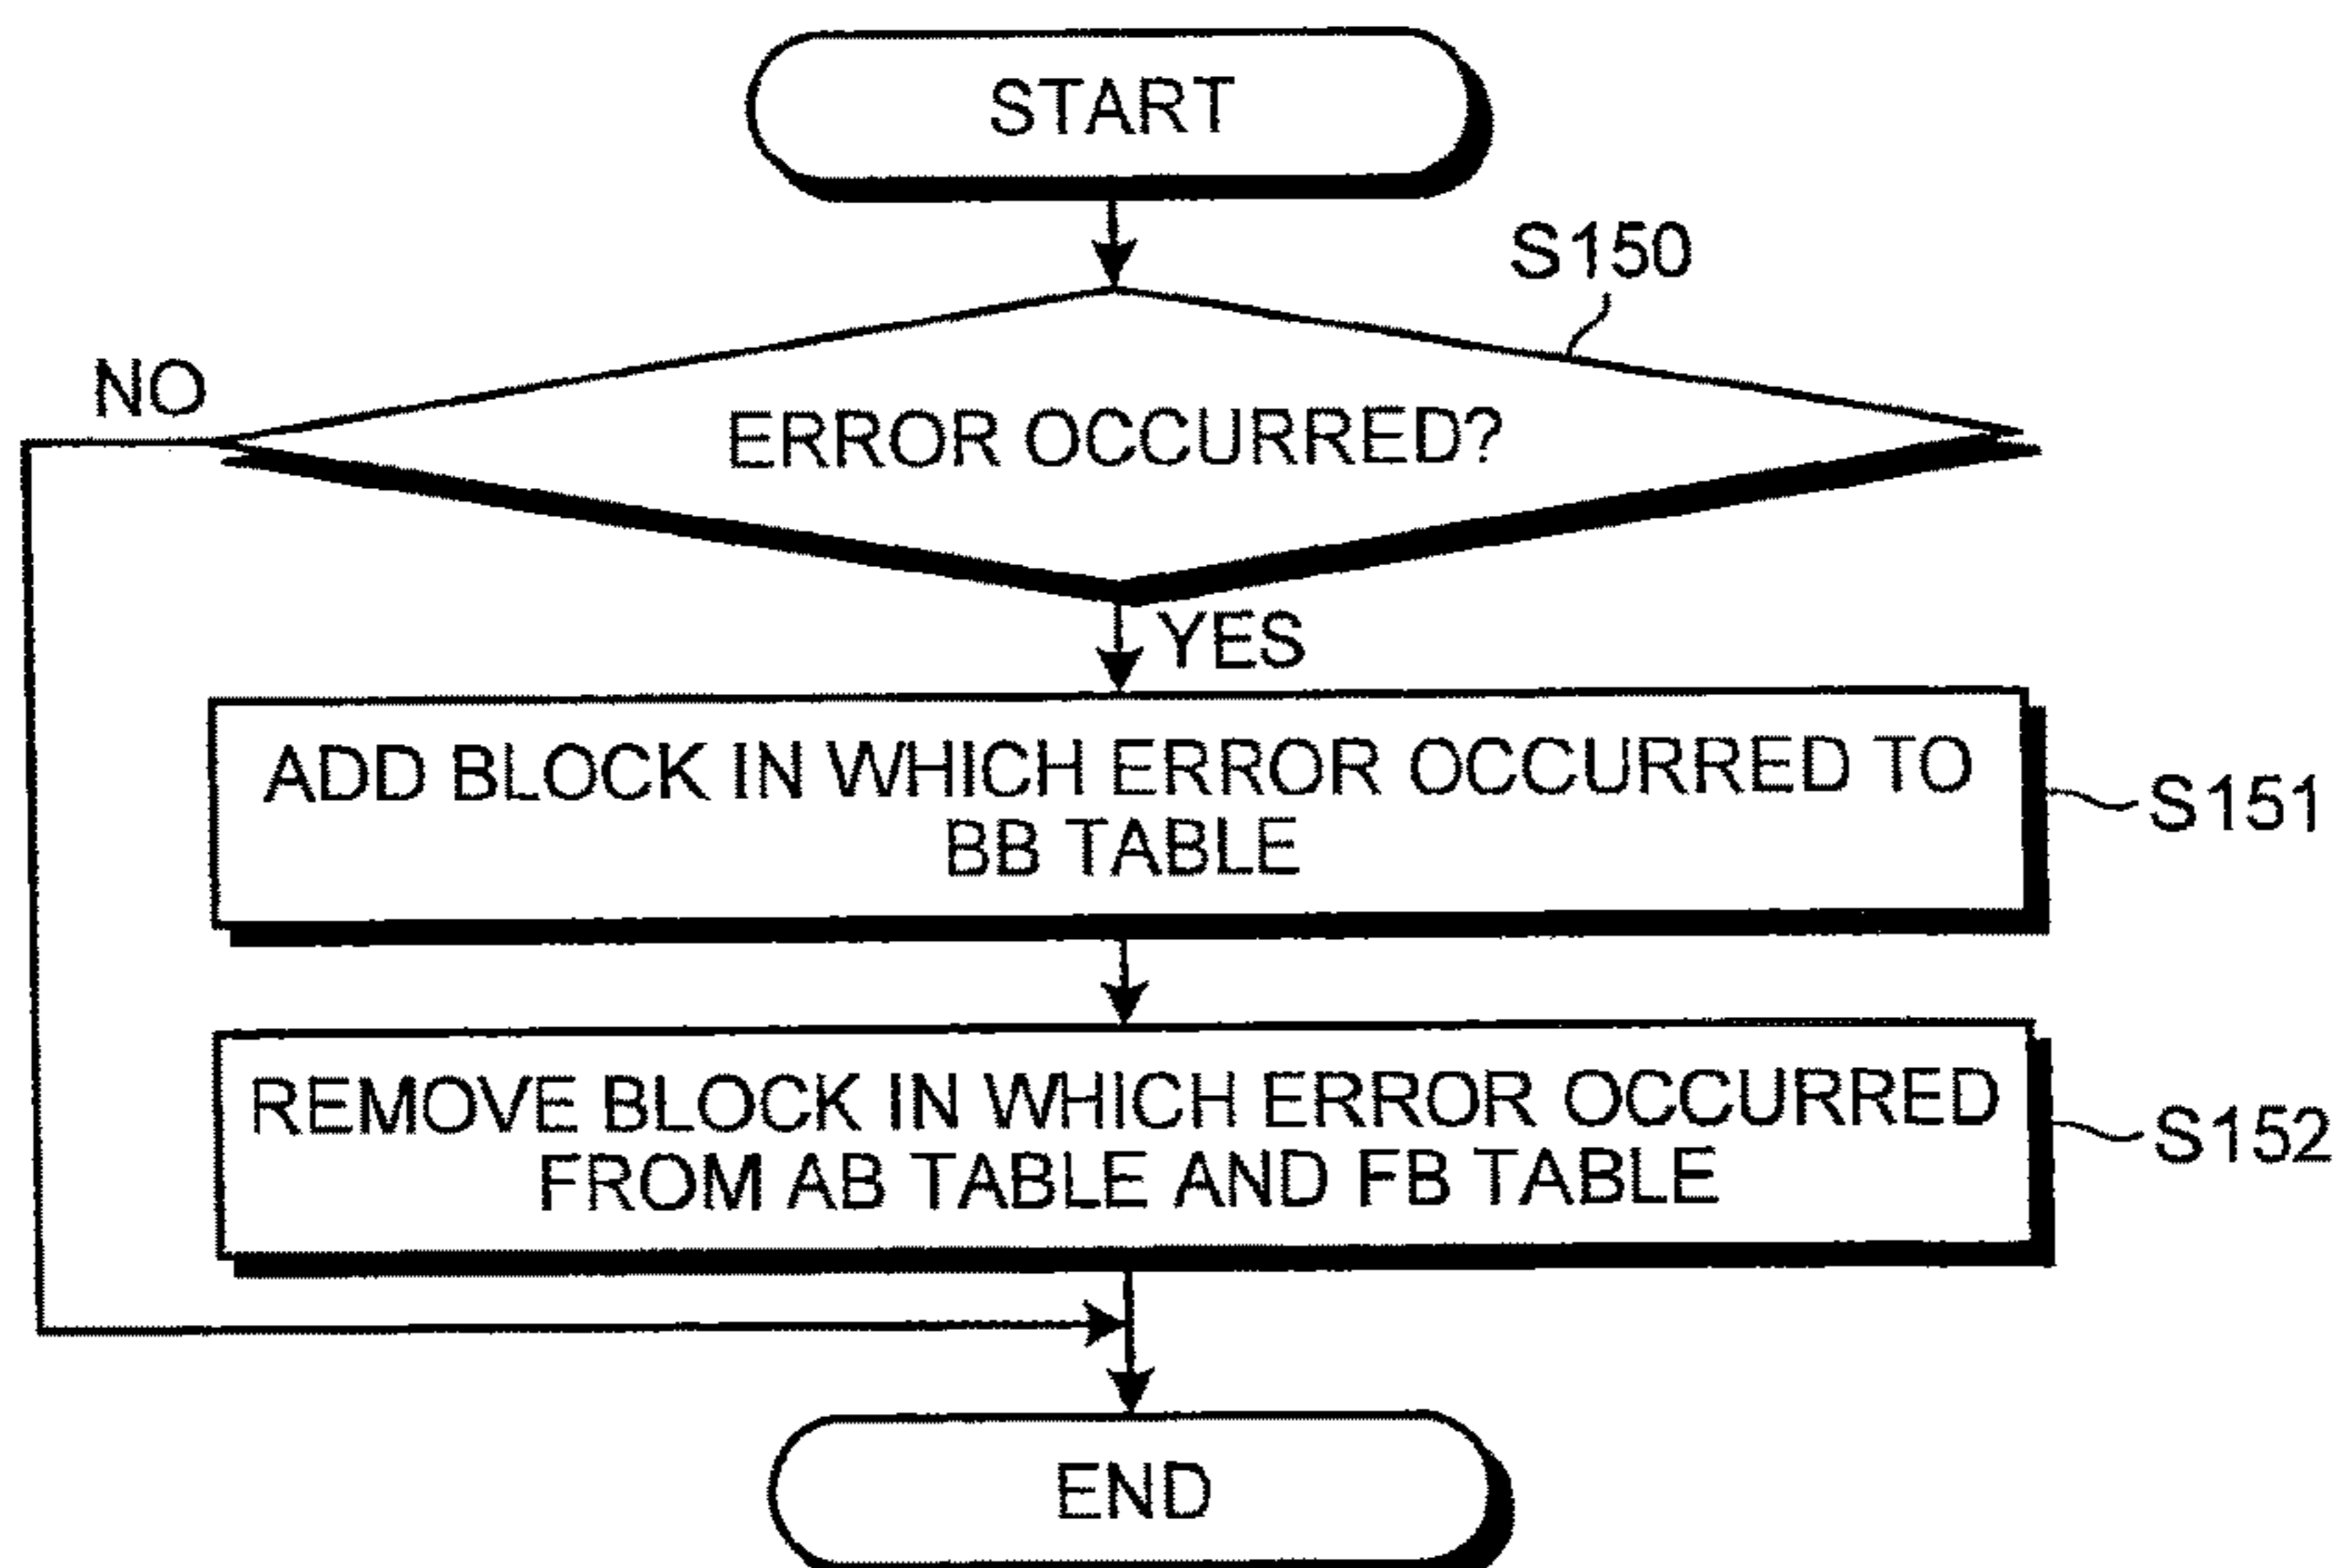 START
S150
NO
ERROR OCCURRED?
YES
ADD BLOCK IN WHICH ERROR OCCURRED TO
BB TABLE
S151
REMOVE BLOCK IN WHICH ERROR OCCURRED
FROM AB TABLE AND FB TABLE
S152
END